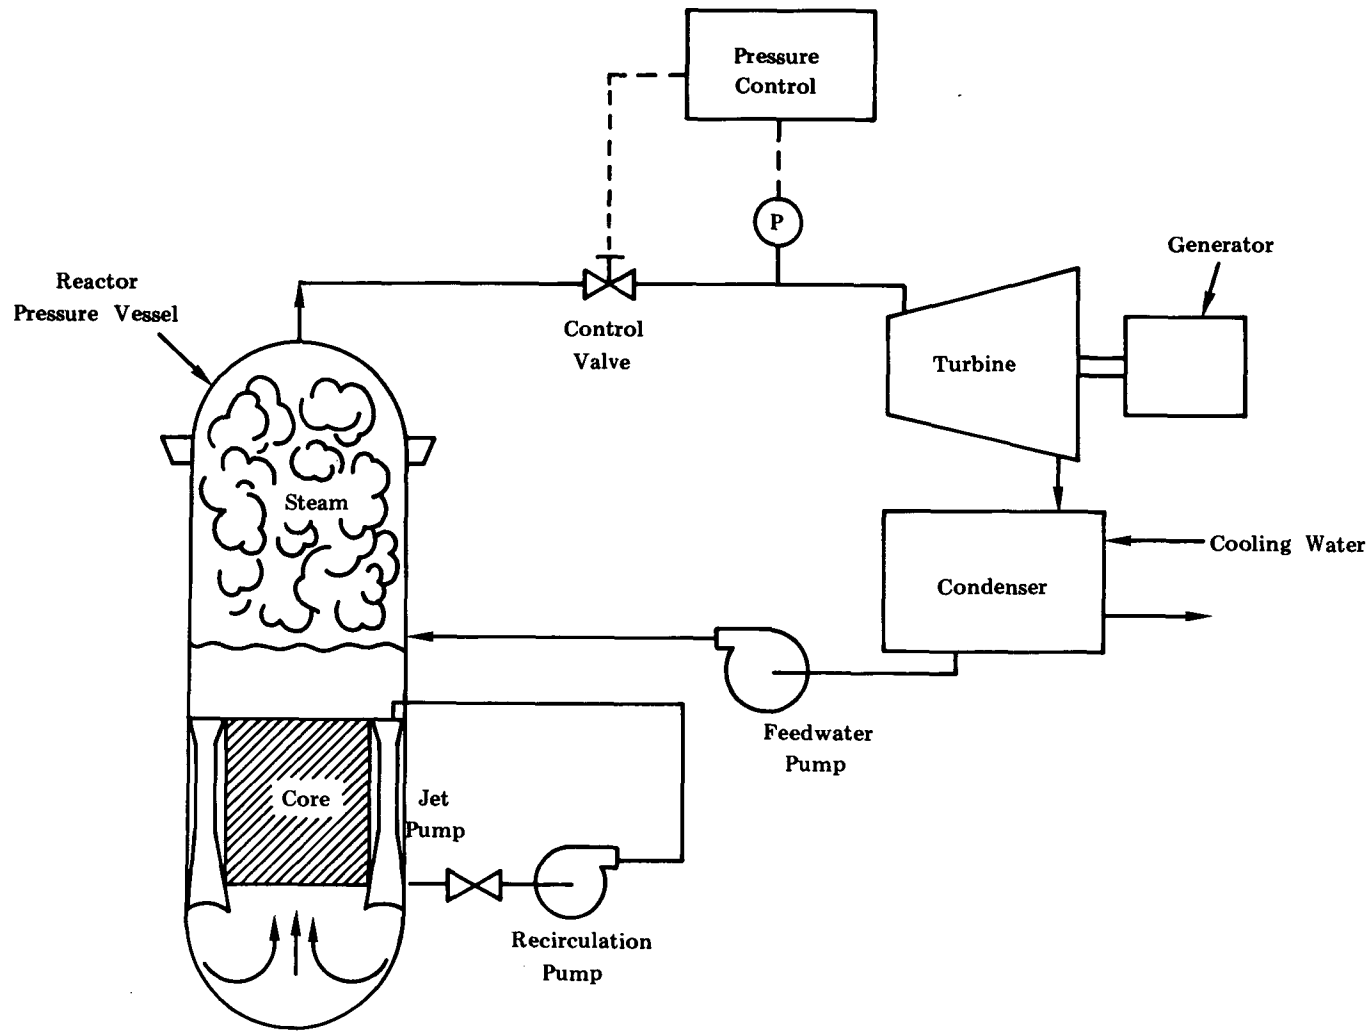 Pressure
Control
P
Generator
Reactor
Pressure Vessel
Control
Valve
Turbine
Steam
Cooling Water
Condenser
Feedwater
Pump
Core
Jet
Pump
Recirculation
Pump